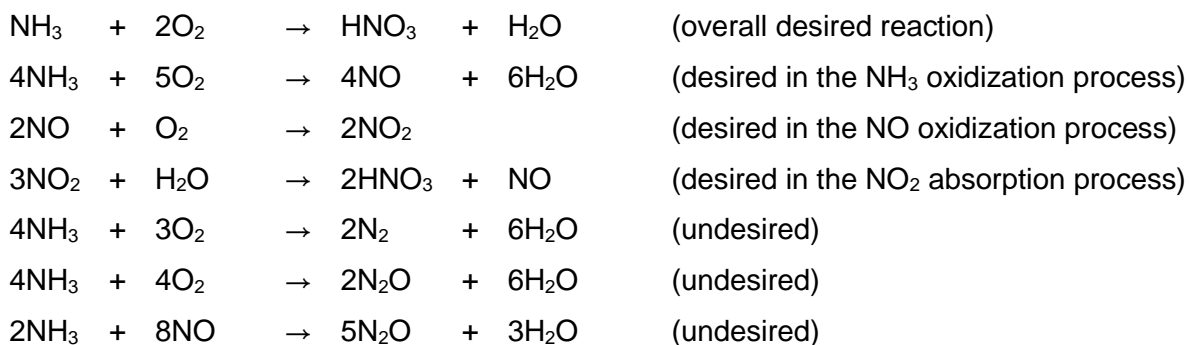 NH₃ + 2O₂ → HNO₃ + H₂O (overall desired reaction)
4NH₃ + 5O₂ → 4NO + 6H₂O (desired in the NH₃ oxidization process)
2NO + O₂ → 2NO₂ (desired in the NO oxidization process)
3NO₂ + H₂O → 2HNO₃ + NO (desired in the NO₂ absorption process)
4NH₃ + 3O₂ → 2N₂ + 6H₂O (undesired)
4NH₃ + 4O₂ → 2N₂O + 6H₂O (undesired)
2NH₃ + 8NO → 5N₂O + 3H₂O (undesired)